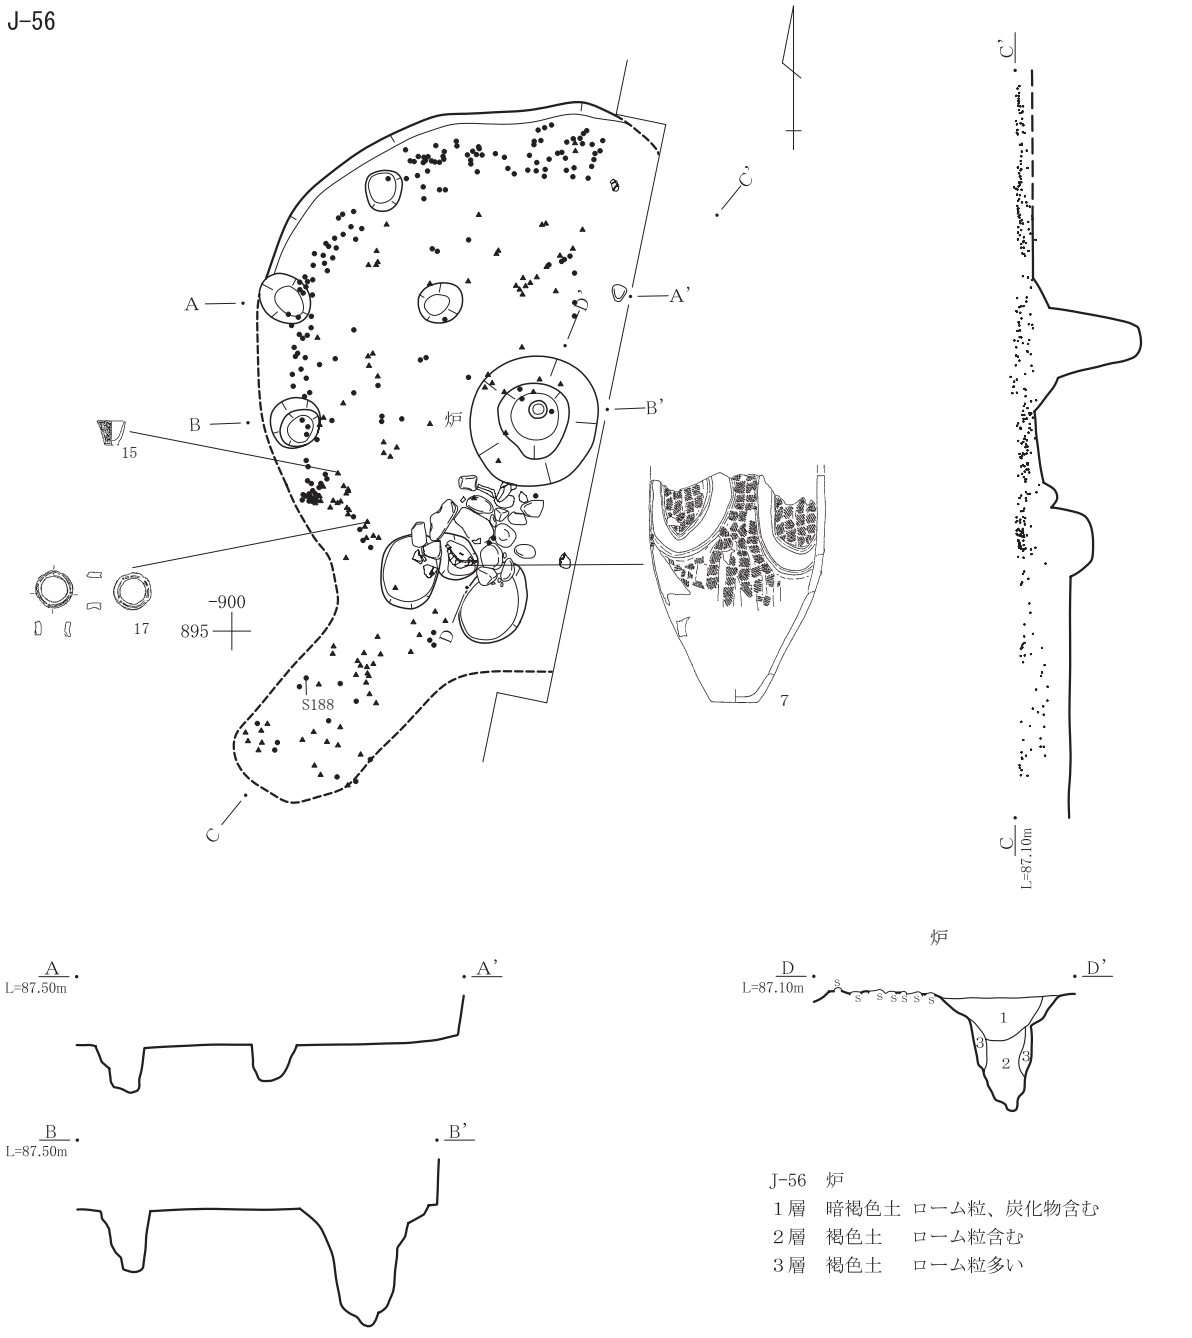 J-56
C'
C'
A
A'
D'
B
炉
B'
15
-900
895
17
D
7
S188
C
C
L=87.10m
炉
A
A'
L=87.50m
D
D'
L=87.10m
S
S
S
S
S
S
S
1
3
2
3
B
B'
L=87.50m
J-56 炉
1層 暗褐色土 ローム粒、炭化物含む
2層 褐色土 ローム粒含む
3層 褐色土 ローム粒多い